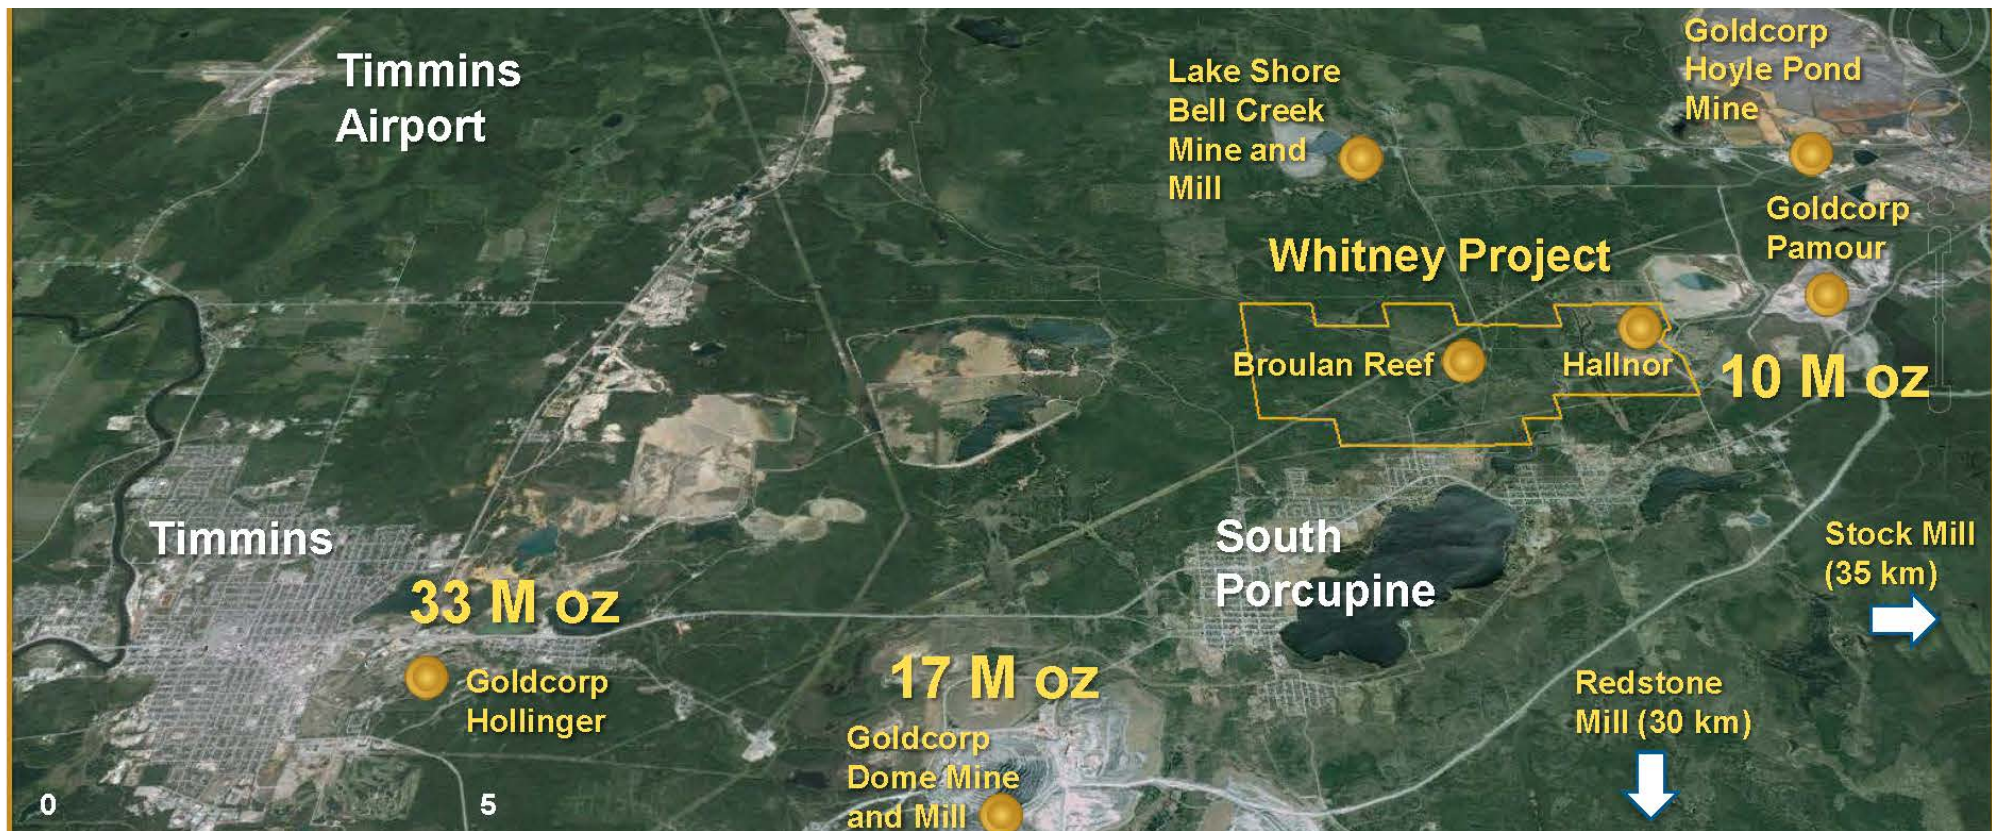 Timmins
Airport
Lake Shore
Bell Creek
Mine and
Mill
Goldcorp
Hoyle Pond
Mine
Goldcorp
Pamour
Whitney Project
Broulan Reef
Hallnor
10 M oz
Timmins
33 M oz
Goldcorp
Hollinger
South
Porcupine
17 M oz
Goldcorp
Dome Mine
and Mill
Stock Mill
(35 km)
Redstone
Mill (30 km)
0
5